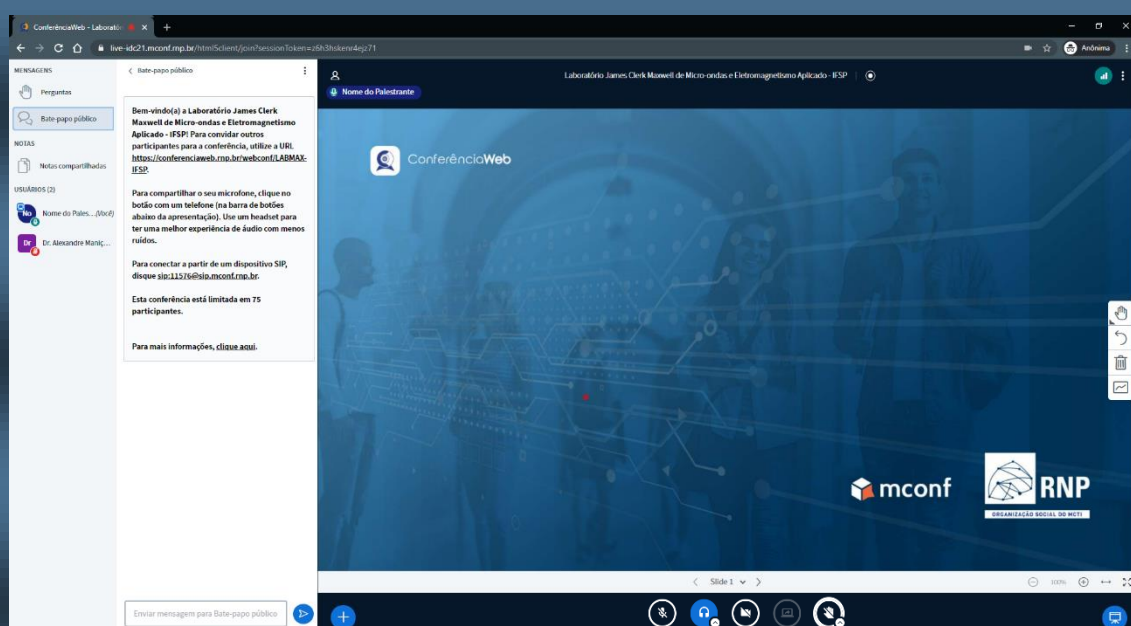 ConferênciaWeb - Laborató
live-idc21.mconf.rnp.br/html5client/join?sessionToken=z6h3hskenr4ejz71
Anônima
MENSAGENS
Perguntas
Bate-papo público
NOTAS
Notas compartilhadas
USUÁRIOS (2)
No
Nome do Pales... (Você)
Dr
Dr. Alexandre Maniç...
Bate-papo público
Bem-vindo(a) a Laboratório James Clerk
Maxwell de Micro-ondas e Eletromagnetismo
Aplicado - IFSP! Para convidar outros
participantes para a conferência, utilize a URL
https://conferenciaweb.rnp.br/webconf/LABMAX-
IFSP.
Para compartilhar o seu microfone, clique no
botão com um telefone (na barra de botões
abaixo da apresentação). Use um headset para
ter uma melhor experiência de áudio com menos
ruídos.
Para conectar a partir de um dispositivo SIP,
disque sip:11576@sip.mconf.rnp.br.
Esta conferência está limitada em 75
participantes.
Para mais informações, clique aqui.
Enviar mensagem para Bate-papo público
Laboratório James Clerk Maxwell de Micro-ondas e Eletromagnetismo Aplicado - IFSP
Nome do Palestrante
ConferênciaWeb
mconf
RNP
ORGANIZAÇÃO SOCIAL DO MCTI
Slide 1
100%